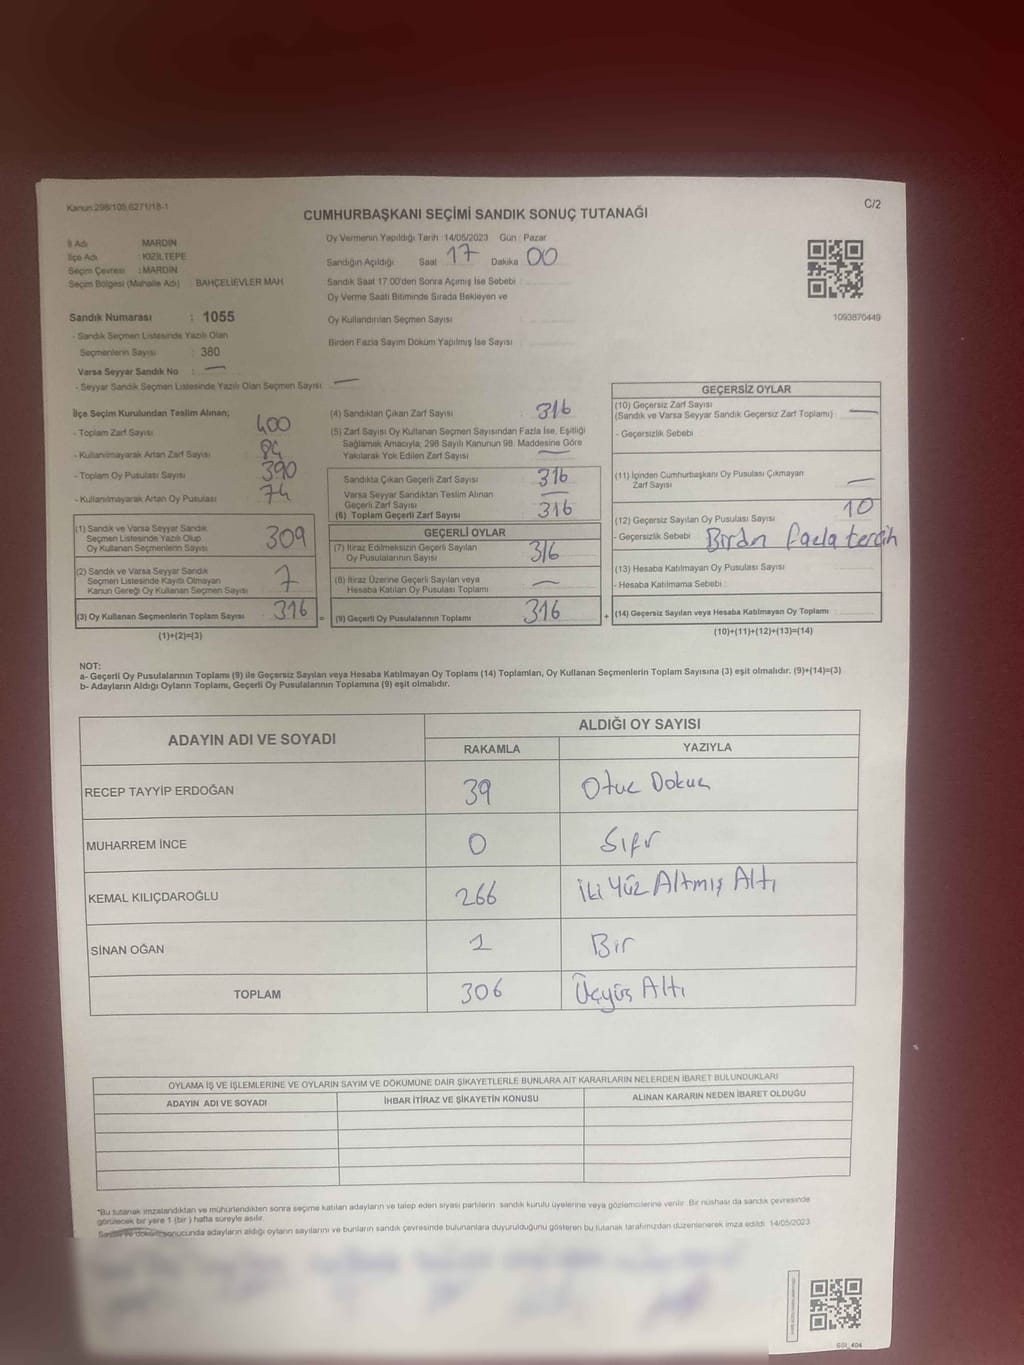 Kanun.298/105,6271/18-1
C/2
CUMHURBAŞKANI SEÇİMİ SANDIK SONUÇ TUTANAĞI
İl Adı MARDİN
İlçe Adı : KIZILTEPE
Seçim Çevresi : MARDİN
Seçim Bölgesi (Mahalle Adı) : BAHÇELİEVLER MAH
Oy Vermenin Yapıldığı Tarih 14/05/2023 Gün : Pazar
Sandığın Açıldığı Saat 17 Dakika 00
Sandık Saat 17:00'den Sonra Açımış İse Sebebi
Oy Verme Saati Bitiminde Sırada Bekleyen ve
Oy Kullandırılan Seçmen Sayısı
Birden Fazla Sayım Döküm Yapılmış İse Sayısı
1093870449
Sandık Numarası : 1055
- Sandık Seçmen Listesinde Yazılı Olan
Seçmenlerin Sayısı 380
Varsa Seyyar Sandık No : —
- Seyyar Sandık Seçmen Listesinde Yazılı Olan Seçmen Sayısı —
İlçe Seçim Kurulundan Teslim Alınan;
- Toplam Zarf Sayısı 400
- Kullanılmayarak Artan Zarf Sayısı 84
- Toplam Oy Pusulası Sayısı 390
- Kullanılmayarak Artan Oy Pusulası 74
(1) Sandık ve Varsa Seyyar Sandık
Seçmen Listesinde Yazılı Olup
Oy Kullanan Seçmenlerin Sayısı 309
(2) Sandık ve Varsa Seyyar Sandık
Seçmen Listesinde Kayıtlı Olmayan
Kanun Gereği Oy Kullanan Seçmen Sayısı 7
(3) Oy Kullanan Seçmenlerin Toplam Sayısı 316
(1)+(2)=(3)
=
(4) Sandıktan Çıkan Zarf Sayısı : 316
(5) Zarf Sayısı Oy Kullanan Seçmen Sayısından Fazla İse, Eşitliği
Sağlamak Amacıyla, 298 Sayılı Kanunun 98. Maddesine Göre
Yakılarak Yok Edilen Zarf Sayısı —
Sandıkta Çıkan Geçerli Zarf Sayısı 316
Varsa Seyyar Sandıktan Teslim Alınan
Geçerli Zarf Sayısı —
(6) Toplam Geçerli Zarf Sayısı 316
GEÇERLİ OYLAR
(7) İtiraz Edilmeksizin Geçerli Sayılan
Oy Pusulalarının Sayısı 316
(8) İtiraz Üzerine Geçerli Sayılan veya
Hesaba Katılan Oy Pusulası Toplamı —
(9) Geçerli Oy Pusulalarının Toplamı 316
+
GEÇERSİZ OYLAR
(10) Geçersiz Zarf Sayısı
(Sandık ve Varsa Seyyar Sandık Geçersiz Zarf Toplamı) —
- Geçersizlik Sebebi
(11) İçinden Cumhurbaşkanı Oy Pusulası Çıkmayan
Zarf Sayısı —
(12) Geçersiz Sayılan Oy Pusulası Sayısı 10
- Geçersizlik Sebebi Birdn facla tercih
(13) Hesaba Katılmayan Oy Pusulası Sayısı
- Hesaba Katılmama Sebebi
(14) Geçersiz Sayılan veya Hesaba Katılmayan Oy Toplamı :
(10)+(11)+(12)+(13)=(14)
NOT:
a- Geçerli Oy Pusulalarının Toplamı (9) ile Geçersiz Sayılan veya Hesaba Katılmayan Oy Toplamı (14) Toplamları, Oy Kullanan Seçmenlerin Toplam Sayısına (3) eşit olmalıdır. (9)+(14)=(3)
b- Adayların Aldığı Oyların Toplamı, Geçerli Oy Pusulalarının Toplamına (9) eşit olmalıdır.
ADAYIN ADI VE SOYADI
ALDIĞI OY SAYISI
RAKAMLA YAZIYLA
RECEP TAYYİP ERDOĞAN 39 Otuz Dokuz
MUHARREM İNCE 0 Sıfır
KEMAL KILIÇDAROĞLU 266 İki Yüz Altmış Altı
SİNAN OĞAN 1 Bir
TOPLAM 306 Üçyüz Altı
OYLAMA İŞ VE İŞLEMLERİNE VE OYLARIN SAYIM VE DÖKÜMÜNE DAİR ŞİKAYETLERLE BUNLARA AİT KARARLARIN NELERDEN İBARET BULUNDUKLARI
ADAYIN ADI VE SOYADI İHBAR İTİRAZ VE ŞİKAYETİN KONUSU ALINAN KARARIN NEDEN İBARET OLDUĞU
*Bu tutanak imzalandıktan ve mühürlendikten sonra seçime katılan adayların ve talep eden siyasi partilerin sandık kurulu üyelerine veya gözlemcilerine verilir. Bir nüshası da sandık çevresinde
görülecek bir yere 1 (bir ) hafta süreyle asılır.
Sayım ve döküm sonucunda adayların aldığı oyların sayılarını ve bunların sandık çevresinde bulunanlara duyurulduğunu gösteren bu tutanak tarafımızdan düzenlenerek imza edildi. 14/05/2023
GSI_404